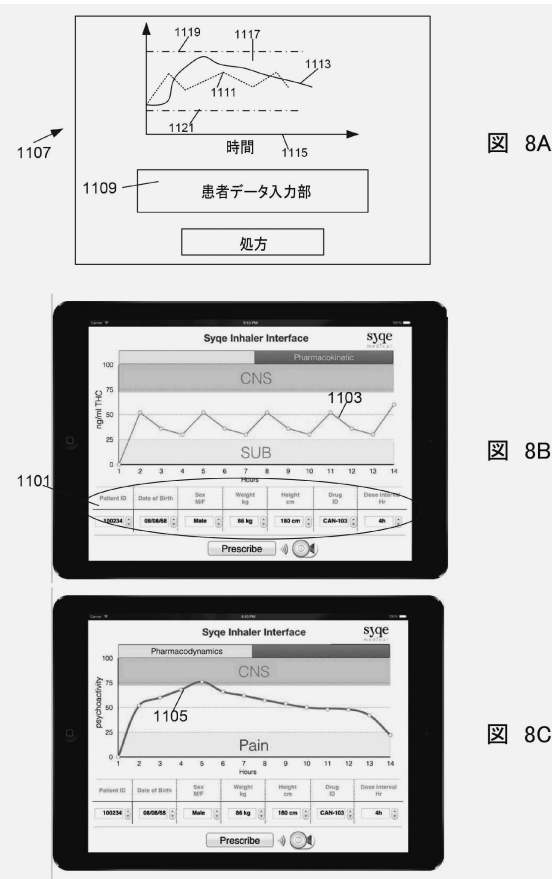 1119
1117
1113
1111
1121
時間
1115
1107
図 8A
1109
患者データ入力部
処方
Syqe Inhaler Interface
syqe
medical
Pharmacokinetic
100
CNS
75
1103
ng/ml THC
50
25
SUB
0
1 2 3 4 5 6 7 8 9 10 11 12 13 14
Hours
図 8B
1101
Patient ID Date of Birth Sex M/F Weight kg Height cm Drug ID Dose interval Hr
100234 08/08/68 Male 86 kg 180 cm CAN-103 4h
Prescribe
Syqe Inhaler Interface
syqe
medical
Pharmacodynamics
100
CNS
75
psychoactivity
50
1105
25
Pain
0
1 2 3 4 5 6 7 8 9 10 11 12 13 14
Hours
図 8C
Patient ID Date of Birth Sex M/F Weight kg Height cm Drug ID Dose interval Hr
100234 08/08/68 Male 86 kg 180 cm CAN-103 4h
Prescribe